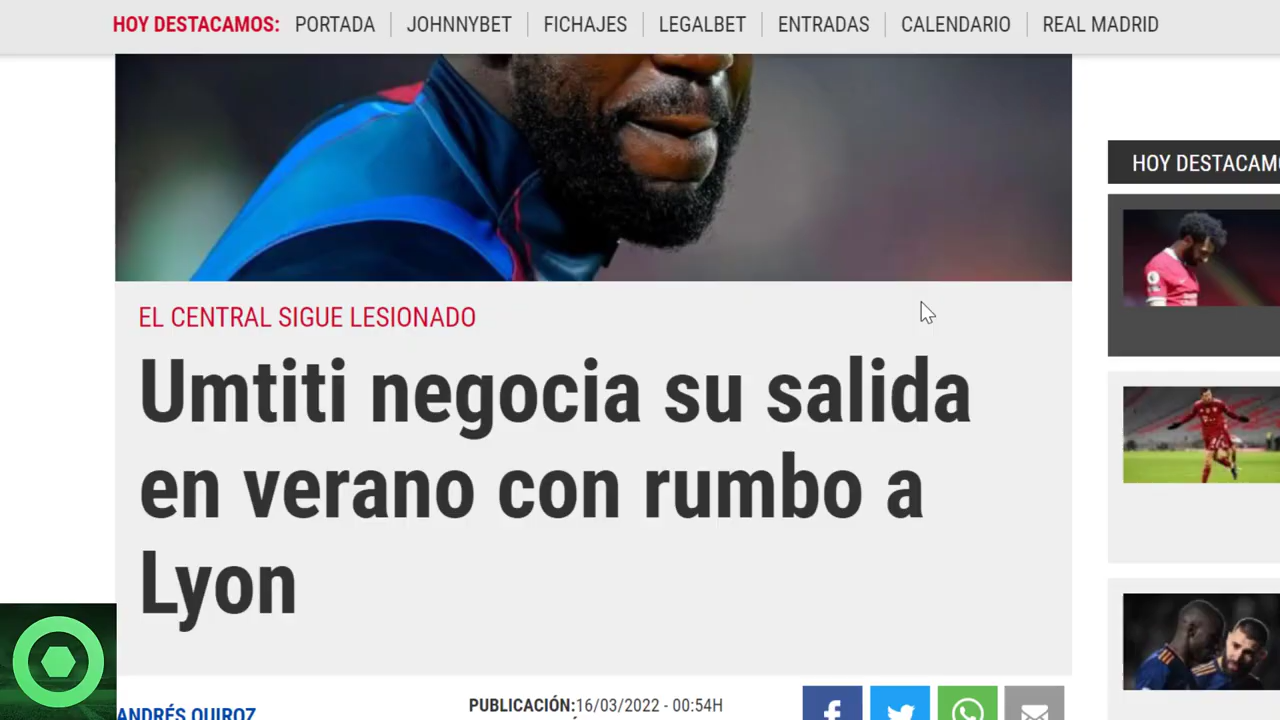 HOY DESTACAMOS: PORTADA JOHNNYBET FICHAJES LEGALBET ENTRADAS CALENDARIO REAL MADRID
HOY DESTACAMO
EL CENTRAL SIGUE LESIONADO
Umtiti negocia su salida
en verano con rumbo a
Lyon
ANDRÉS QUIROZ
PUBLICACIÓN:16/03/2022 - 00:54H